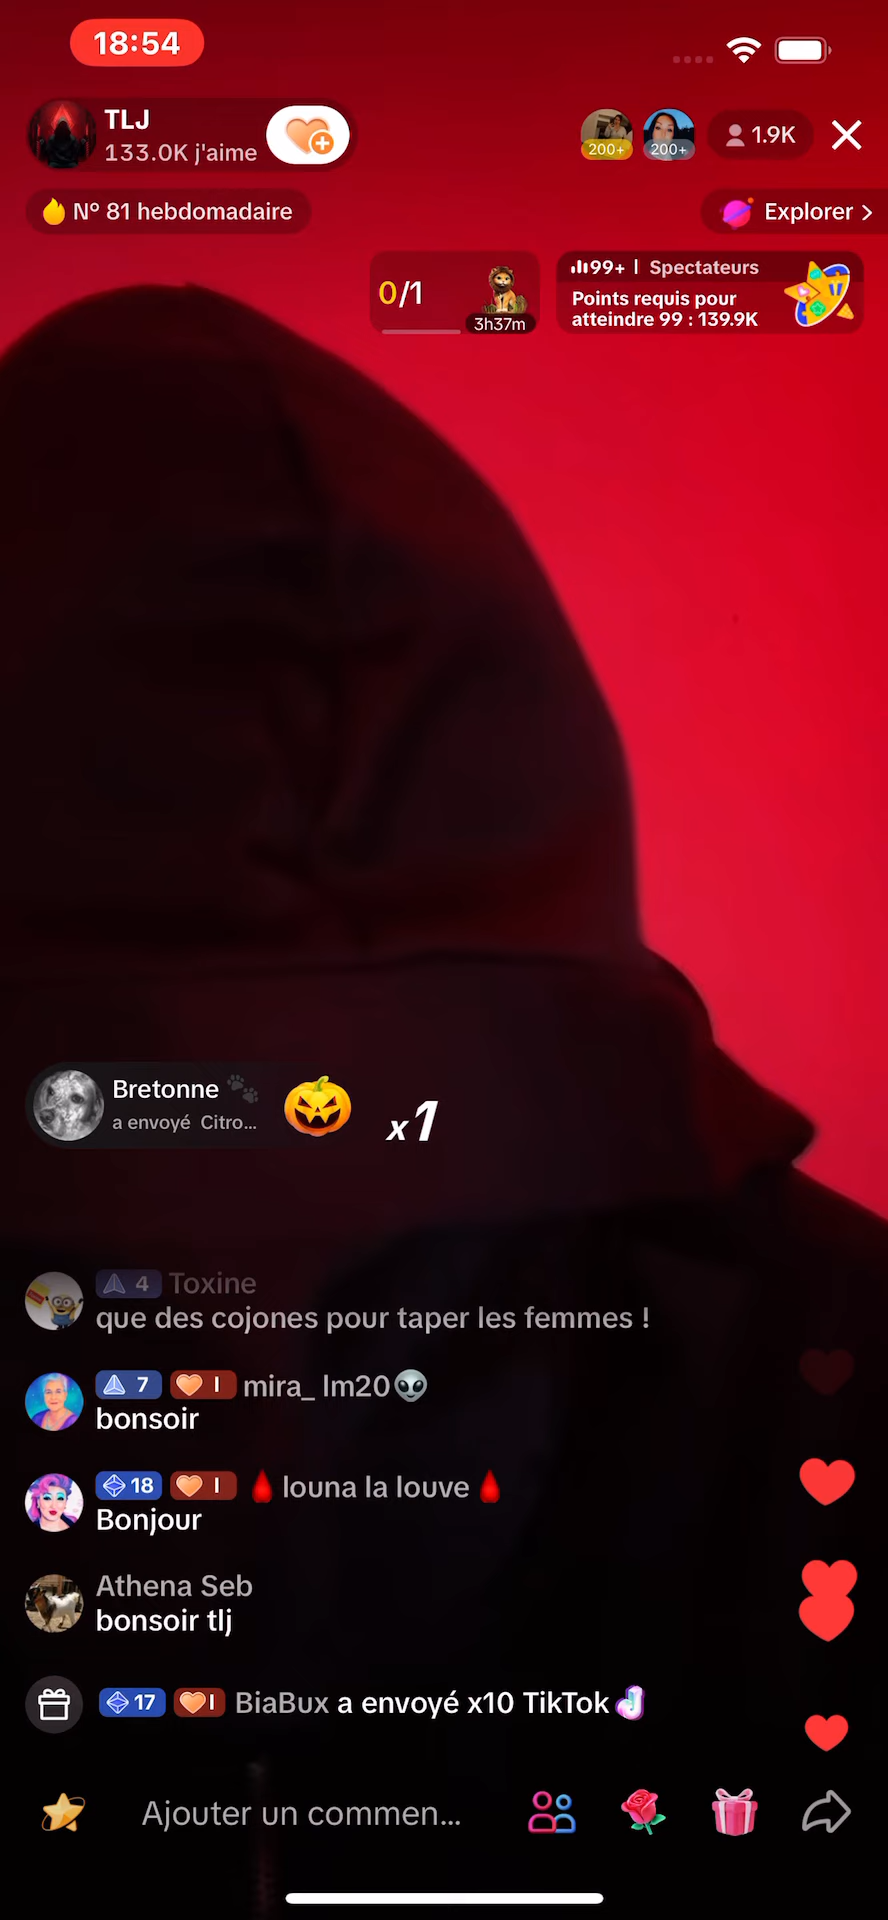 18:54
TLJ
133.0K j'aime
200+
200+
1.9K
N° 81 hebdomadaire
Explorer >
0/1
3h37m
99+ | Spectateurs
Points requis pour
atteindre 99 : 139.9K
Bretonne
a envoyé Citro...
x1
4 Toxine
que des cojones pour taper les femmes !
7 I mira_ lm20
bonsoir
18 I louna la louve
Bonjour
Athena Seb
bonsoir tlj
17 I BiaBux a envoyé x10 TikTok
Ajouter un commen...